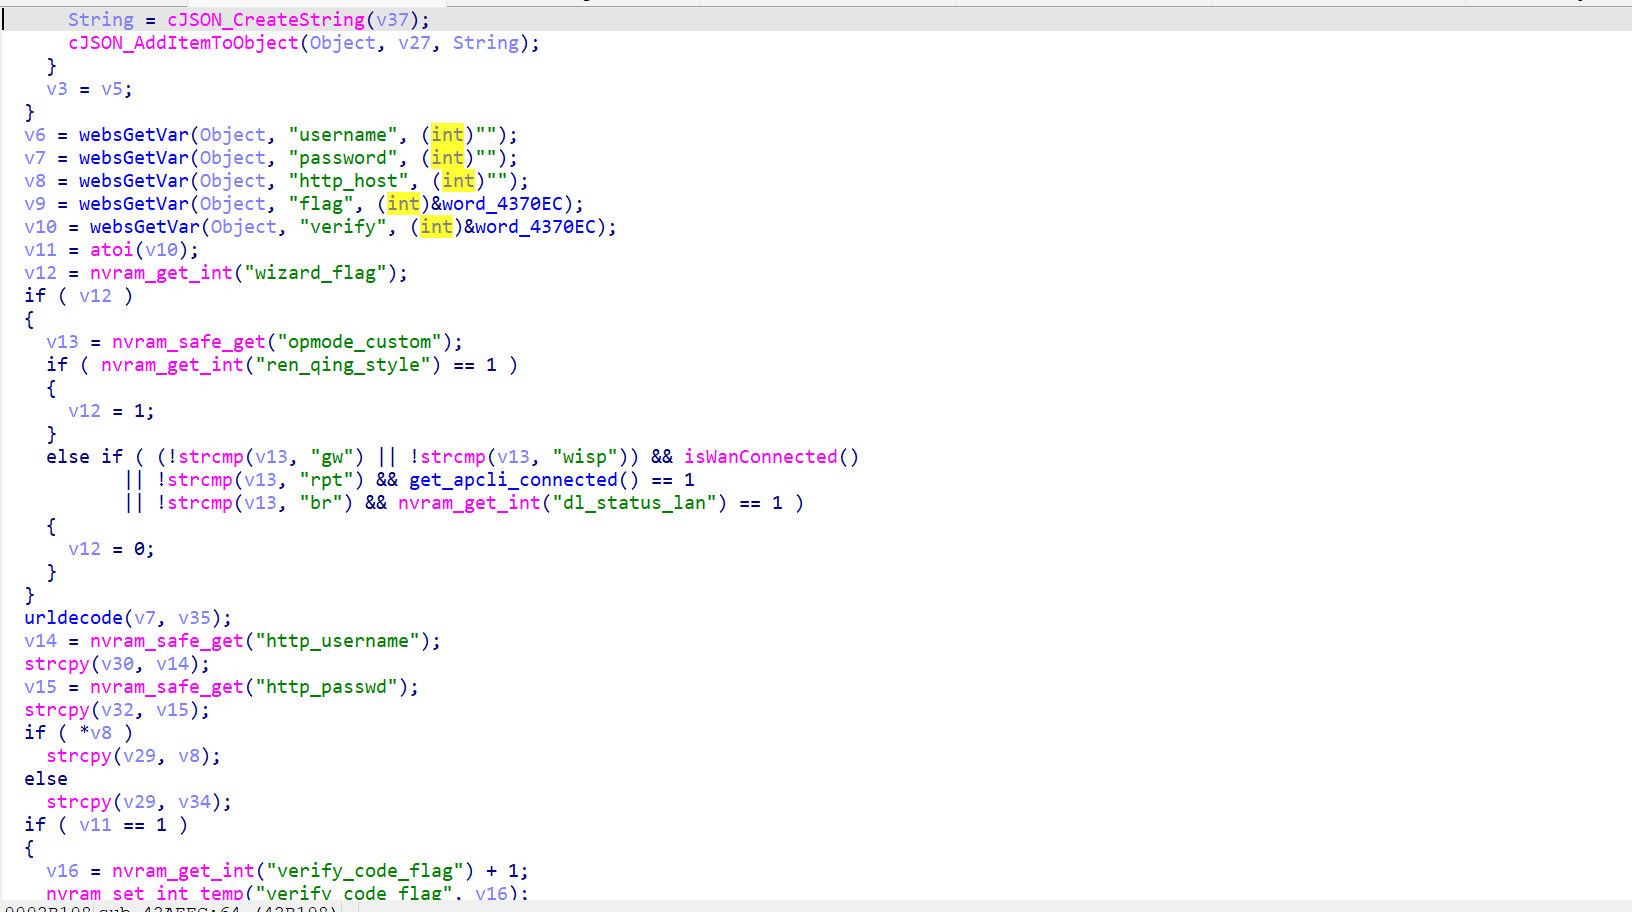 String = cJSON_CreateString(v37);
cJSON_AddItemToObject(Object, v27, String);
}
v3 = v5;
}
v6 = websGetVar(Object, "username", (int)"");
v7 = websGetVar(Object, "password", (int)"");
v8 = websGetVar(Object, "http_host", (int)"");
v9 = websGetVar(Object, "flag", (int)&word_4370EC);
v10 = websGetVar(Object, "verify", (int)&word_4370EC);
v11 = atoi(v10);
v12 = nvram_get_int("wizard_flag");
if ( v12 )
{
v13 = nvram_safe_get("opmode_custom");
if ( nvram_get_int("ren_qing_style") == 1 )
{
v12 = 1;
}
else if ( (!strcmp(v13, "gw") || !strcmp(v13, "wisp")) && isWanConnected()
|| !strcmp(v13, "rpt") && get_apcli_connected() == 1
|| !strcmp(v13, "br") && nvram_get_int("dl_status_lan") == 1 )
{
v12 = 0;
}
}
urldecode(v7, v35);
v14 = nvram_safe_get("http_username");
strcpy(v30, v14);
v15 = nvram_safe_get("http_passwd");
strcpy(v32, v15);
if ( *v8 )
strcpy(v29, v8);
else
strcpy(v29, v34);
if ( v11 == 1 )
{
v16 = nvram_get_int("verify_code_flag") + 1;
nvram_set_int_temp("verify_code_flag", v16);